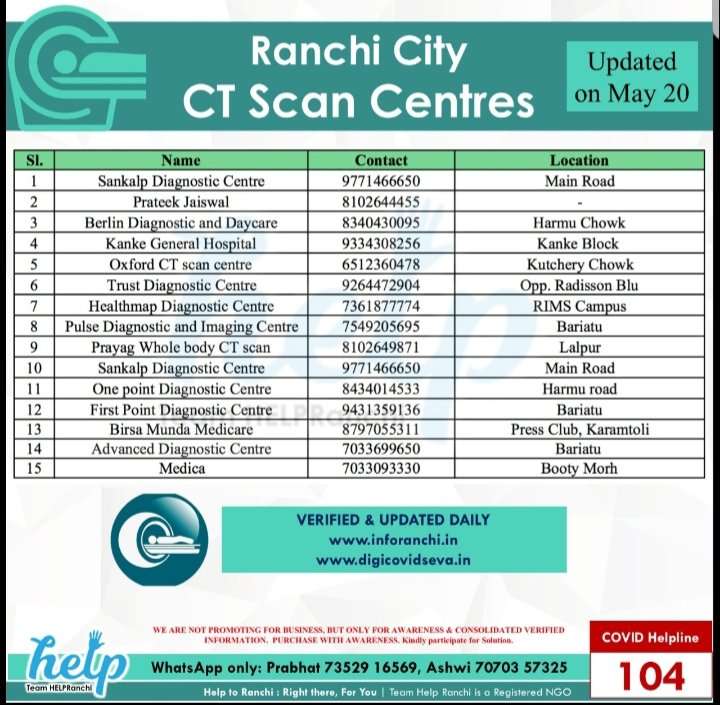 Ranchi City
CT Scan Centres
Updated
on May 20
Sl. Name Contact Location
1 Sankalp Diagnostic Centre 9771466650 Main Road
2 Prateek Jaiswal 8102644455 -
3 Berlin Diagnostic and Daycare 8340430095 Harmu Chowk
4 Kanke General Hospital 9334308256 Kanke Block
5 Oxford CT scan centre 6512360478 Kutchery Chowk
6 Trust Diagnostic Centre 9264472904 Opp. Radisson Blu
7 Healthmap Diagnostic Centre 7361877774 RIMS Campus
8 Pulse Diagnostic and Imaging Centre 7549205695 Bariatu
9 Prayag Whole body CT scan 8102649871 Lalpur
10 Sankalp Diagnostic Centre 9771466650 Main Road
11 One point Diagnostic Centre 8434014533 Harmu road
12 First Point Diagnostic Centre 9431359136 Bariatu
13 Birsa Munda Medicare 8797055311 Press Club, Karamtoli
14 Advanced Diagnostic Centre 7033699650 Bariatu
15 Medica 7033093330 Booty Morh
help
Team HELPRanchi
VERIFIED & UPDATED DAILY
www.inforanchi.in
www.digicovidseva.in
WE ARE NOT PROMOTING FOR BUSINESS, BUT ONLY FOR AWARENESS & CONSOLIDATED VERIFIED
INFORMATION. PURCHASE WITH AWARENESS. Kindly participate for Solution.
COVID Helpline
104
help
Team HELPRanchi
WhatsApp only: Prabhat 73529 16569, Ashwi 70703 57325
Help to Ranchi : Right there, For You | Team Help Ranchi is a Registered NGO